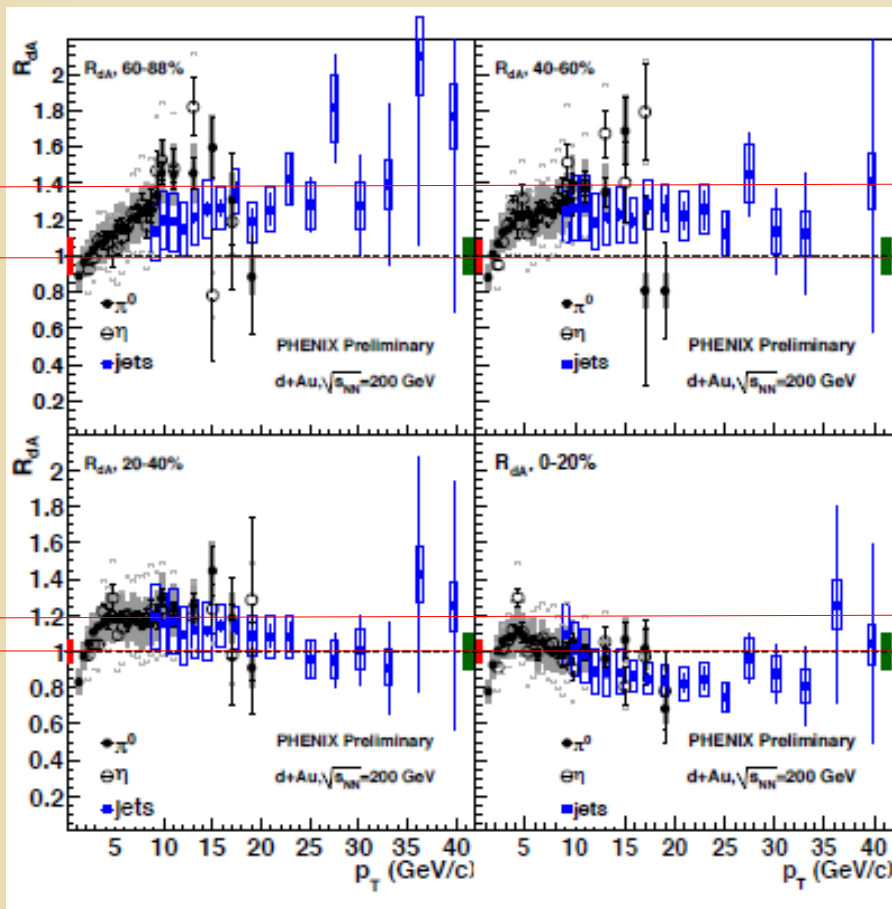 R_dA
R_dA, 60-88%
2
1.8
1.6
1.4
1.2
1
0.8
0.6
0.4
0.2
π⁰
η
jets
PHENIX Preliminary
d+Au,√s_NN=200 GeV
R_dA, 40-60%
π⁰
η
jets
PHENIX Preliminary
d+Au,√s_NN=200 GeV
R_dA
R_dA, 20-40%
2
1.8
1.6
1.4
1.2
1
0.8
0.6
0.4
0.2
π⁰
η
jets
PHENIX Preliminary
d+Au,√s_NN=200 GeV
5 10 15 20 25 30 35 40
p_T (GeV/c)
R_dA, 0-20%
π⁰
η
jets
PHENIX Preliminary
d+Au,√s_NN=200 GeV
5 10 15 20 25 30 35 40
p_T (GeV/c)